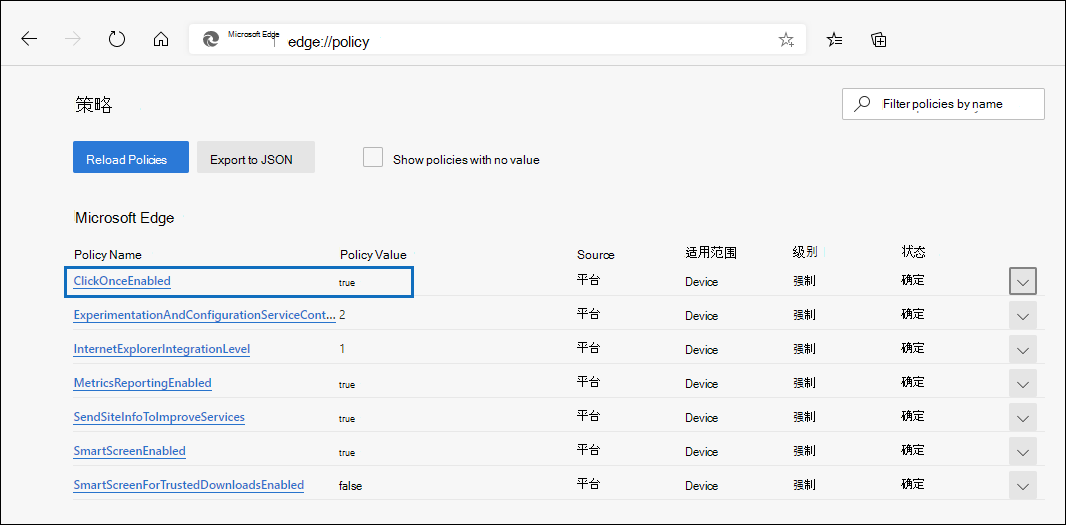 Microsoft Edge edge://policy
策略
Filter policies by name
Reload Policies Export to JSON Show policies with no value
Microsoft Edge
Policy Name Policy Value Source 适用范围 级别 状态
ClickOnceEnabled true 平台 Device 强制 确定
ExperimentationAndConfigurationServiceCont... 2 平台 Device 强制 确定
InternetExplorerIntegrationLevel 1 平台 Device 强制 确定
MetricsReportingEnabled true 平台 Device 强制 确定
SendSiteInfoToImproveServices true 平台 Device 强制 确定
SmartScreenEnabled true 平台 Device 强制 确定
SmartScreenForTrustedDownloadsEnabled false 平台 Device 强制 确定